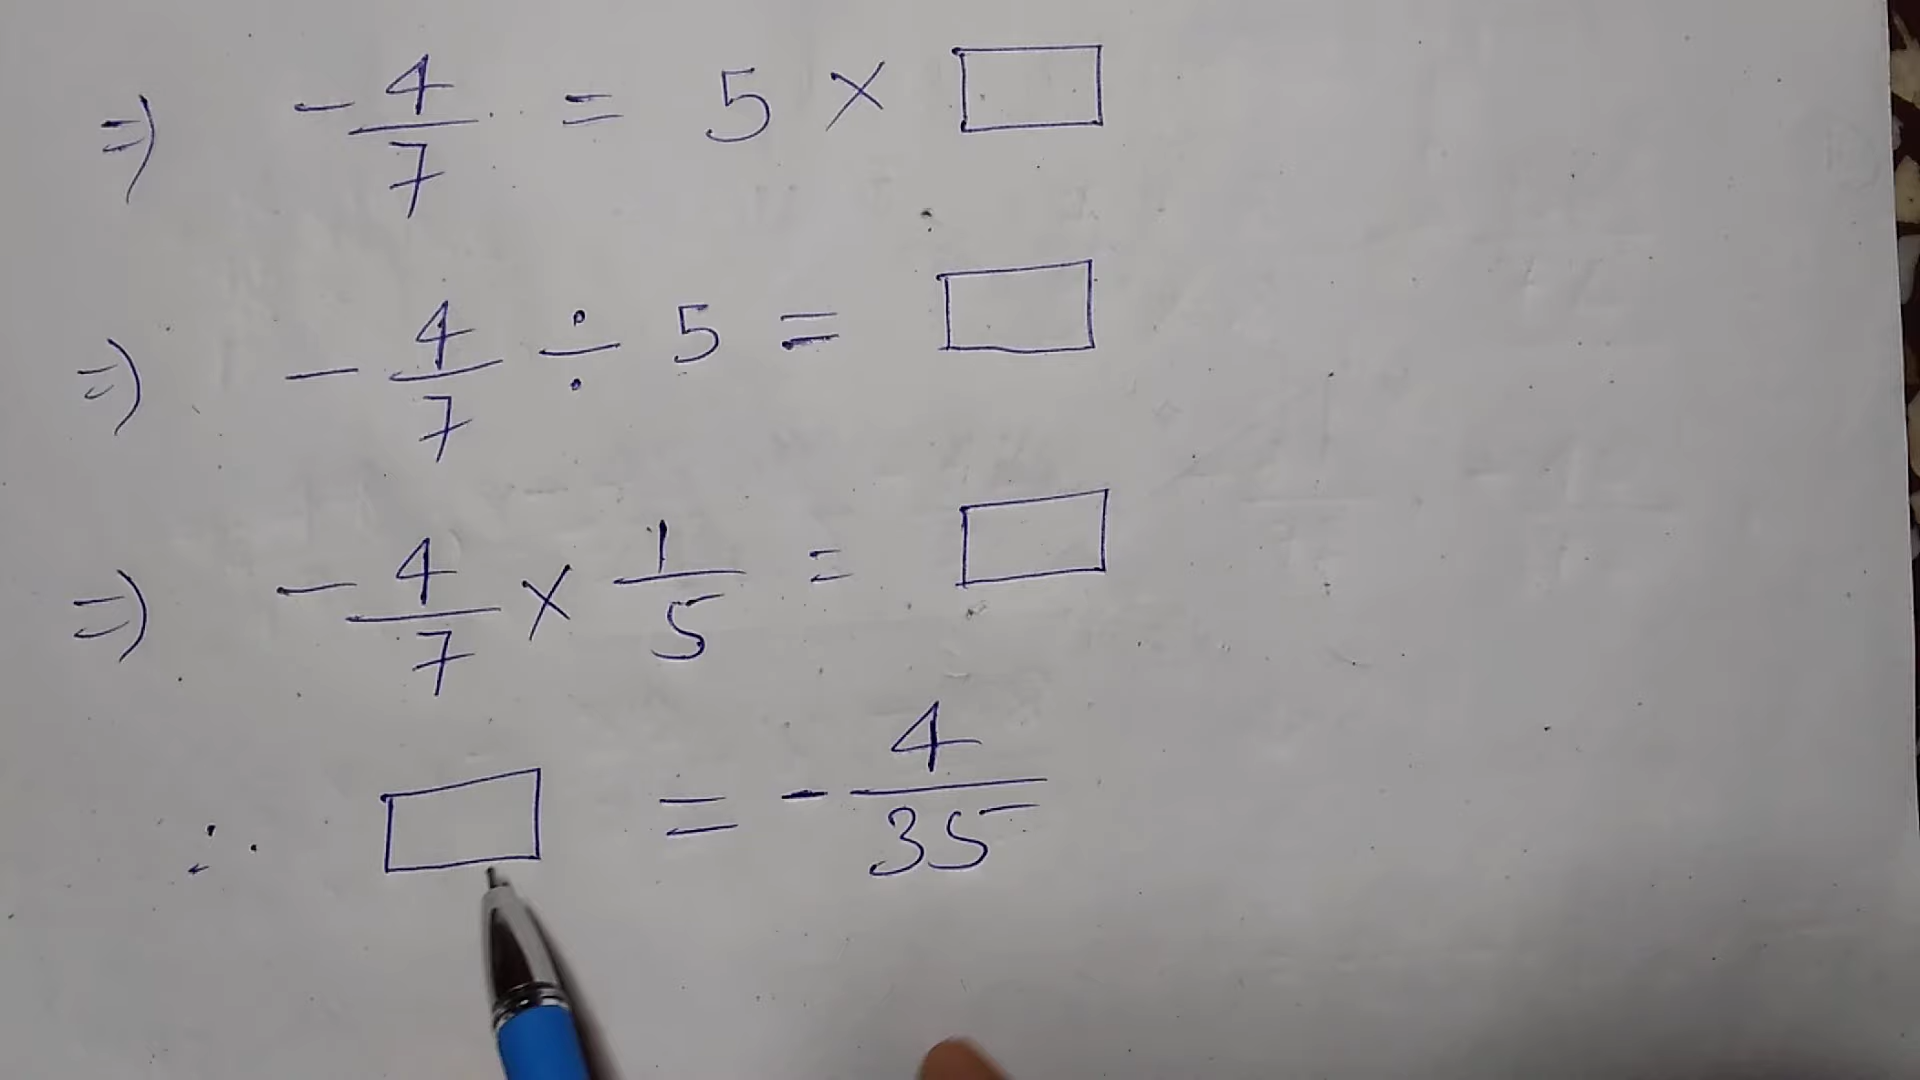 ⇒) -4/7 = 5 × □
⇒) -4/7 ÷ 5 = □
⇒) -4/7 × 1/5 = □
∴ □ = -4/35